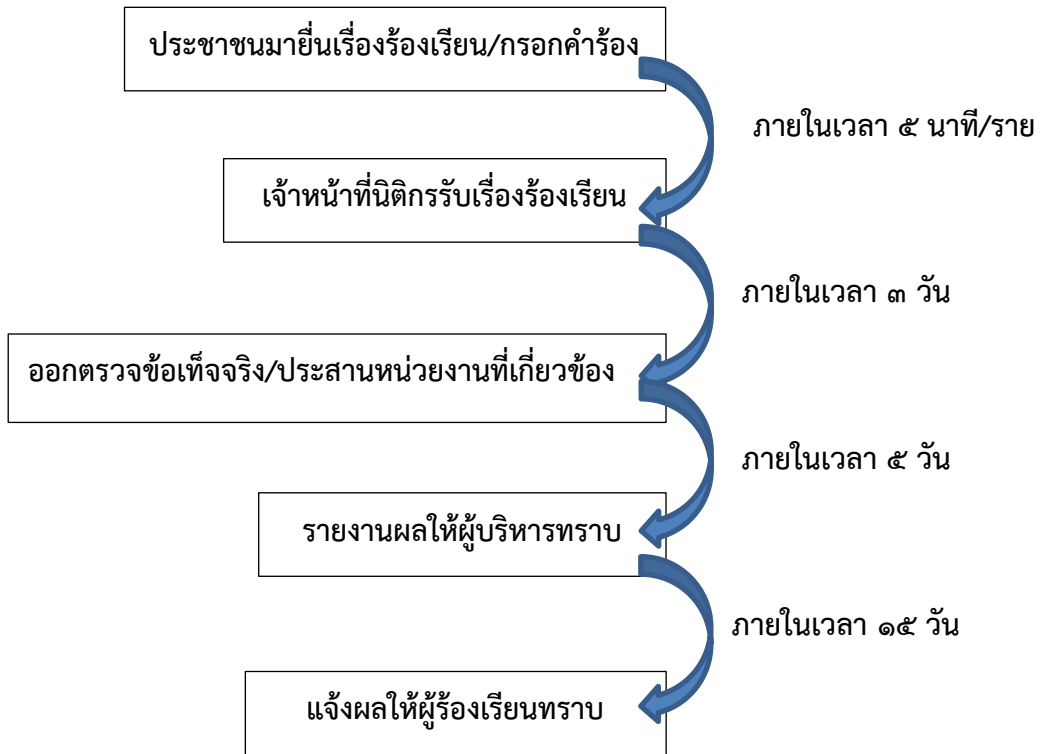 ประชาชนมายื่นเรื่องร้องเรียน/กรอกคำร้อง
ภายในเวลา ๕ นาที/ราย
เจ้าหน้าที่นิติกรรับเรื่องร้องเรียน
ภายในเวลา ๓ วัน
ออกตรวจข้อเท็จจริง/ประสานหน่วยงานที่เกี่ยวข้อง
ภายในเวลา ๕ วัน
รายงานผลให้ผู้บริหารทราบ
ภายในเวลา ๑๕ วัน
แจ้งผลให้ผู้ร้องเรียนทราบ